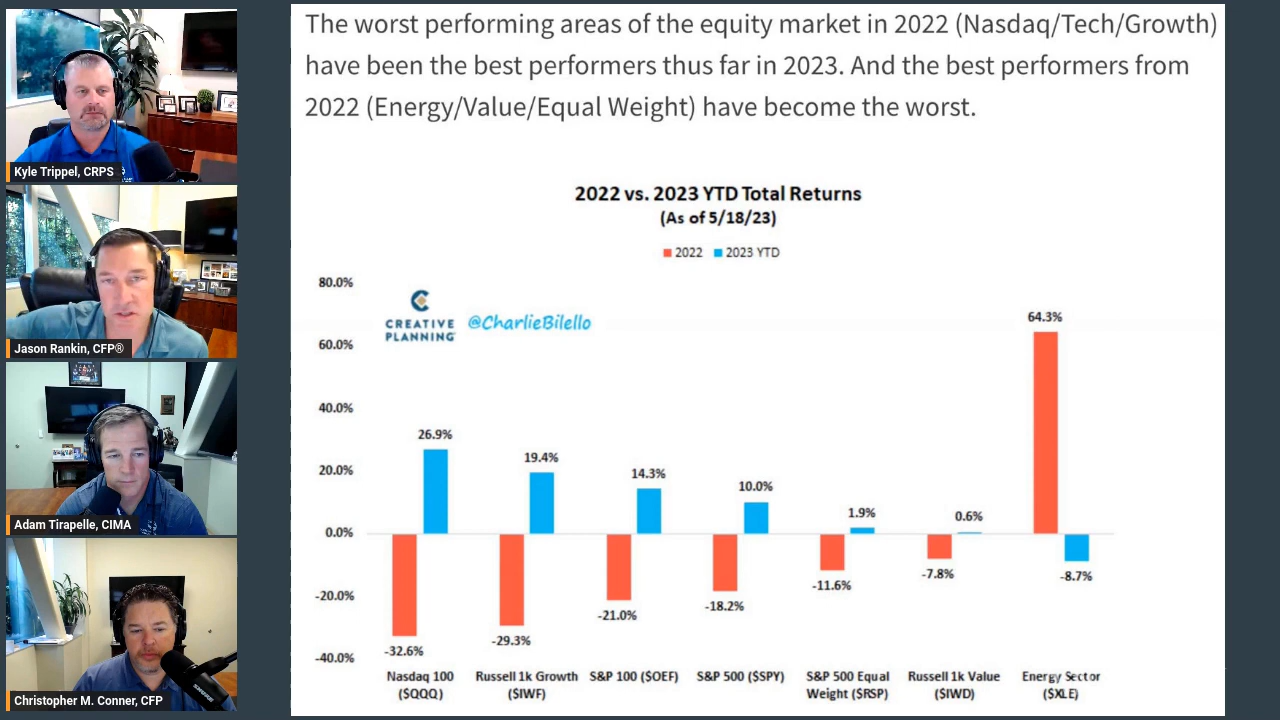 The worst performing areas of the equity market in 2022 (Nasdaq/Tech/Growth)
have been the best performers thus far in 2023. And the best performers from
2022 (Energy/Value/Equal Weight) have become the worst.
2022 vs. 2023 YTD Total Returns
(As of 5/18/23)
2022 2023 YTD
CREATIVE
PLANNING
@CharlieBilello
80.0%
60.0%
40.0%
20.0%
0.0%
-20.0%
-40.0%
26.9%
19.4%
14.3%
10.0%
1.9%
0.6%
64.3%
-32.6%
-29.3%
-21.0%
-18.2%
-11.6%
-7.8%
-8.7%
Nasdaq 100
($QQQ)
Russell 1k Growth
($IWF)
S&P 100 ($OEF)
S&P 500 ($SPY)
S&P 500 Equal
Weight ($RSP)
Russell 1k Value
($IWD)
Energy Sector
($XLE)
Kyle Trippel, CRPS
Jason Rankin, CFP®
Adam Tirapelle, CIMA
Christopher M. Conner, CFP